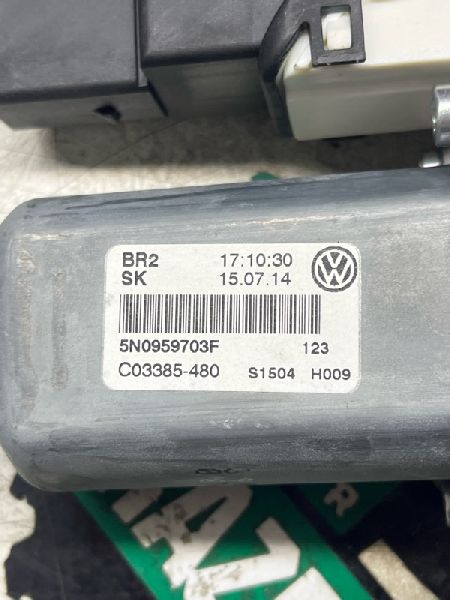 BR2 17:10:30
SK 15.07.14
5N0959703F 123
C03385-480 S1504 H009
R